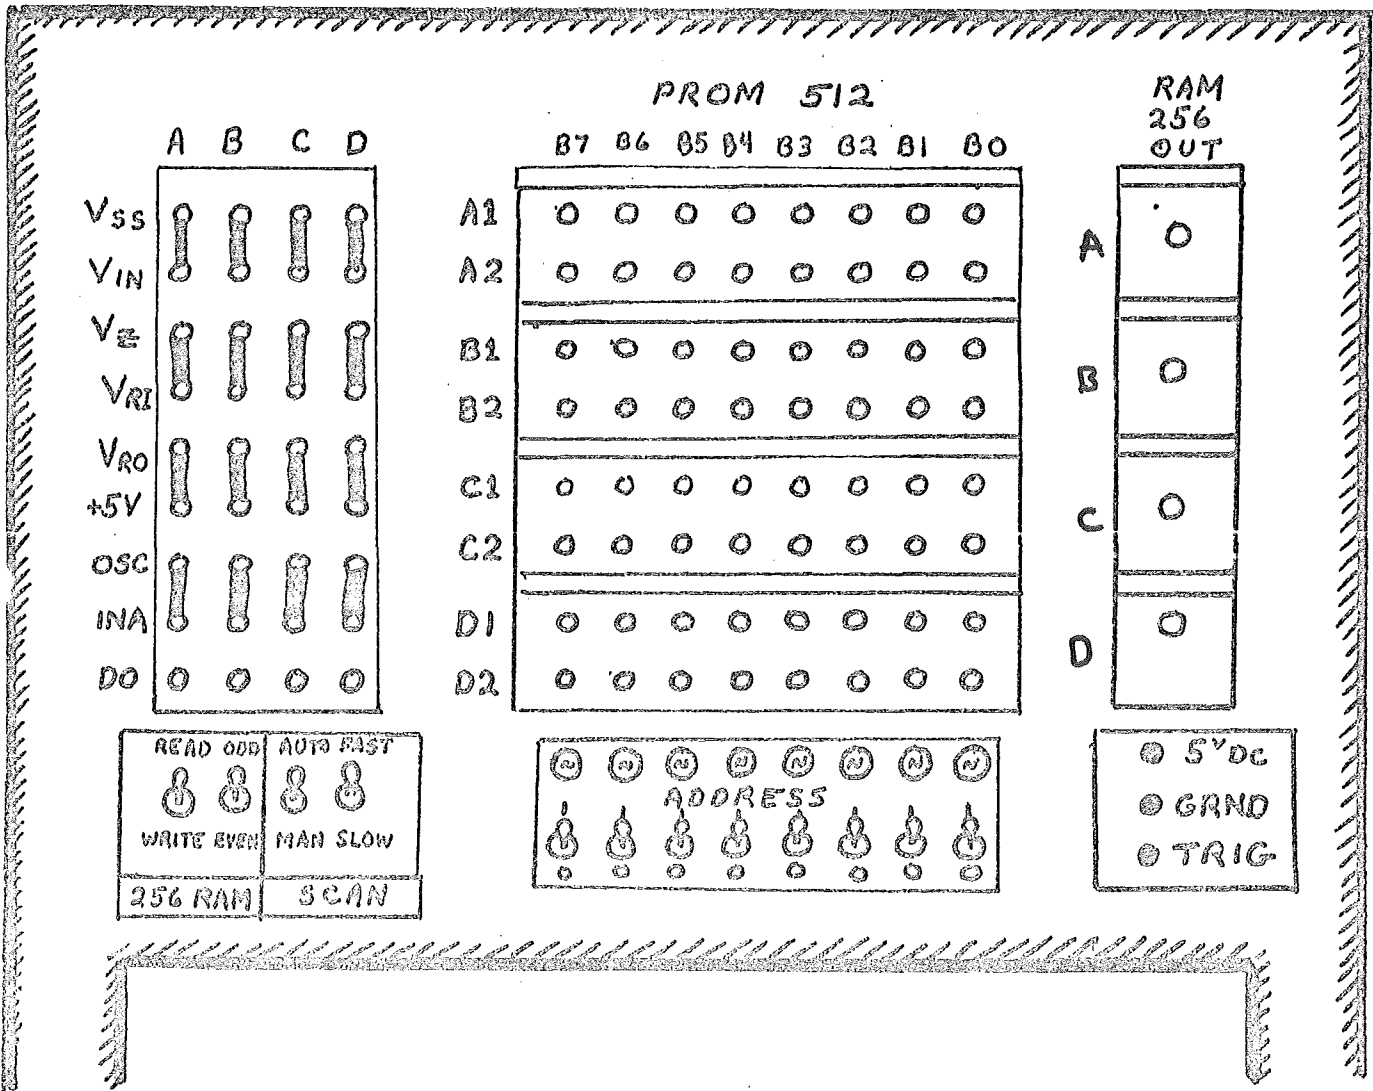 PROM 512
RAM
256
OUT
A B C D
B7 B6 B5 B4 B3 B2 B1 B0
VSS
VIN
VZ
VRI
VRO
+5V
OSC
INA
DO
A1
A2
B1
B2
C1
C2
D1
D2
A
B
C
D
READ ODD AUTO FAST
WRITE EVEN MAN SLOW
256 RAM SCAN
~ ~ ~ ~ ~ ~ ~ ~
ADDRESS
5VDC
GRND
TRIG